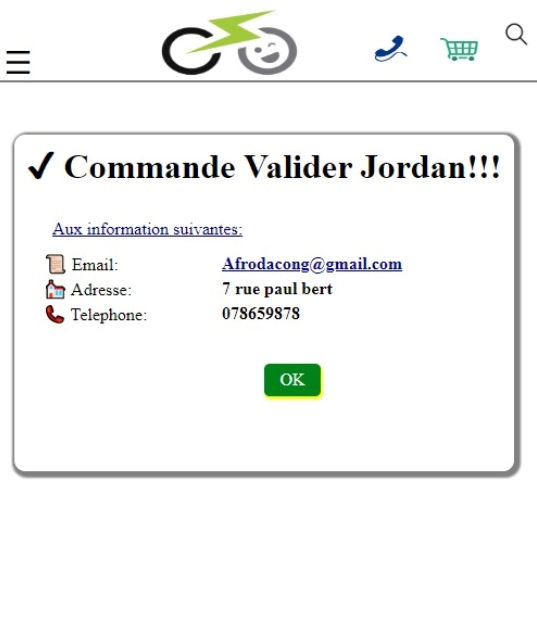 ✓ Commande Valider Jordan!!!
Aux information suivantes:
Email: Afrodacong@gmail.com
Adresse: 7 rue paul bert
Telephone: 078659878
OK